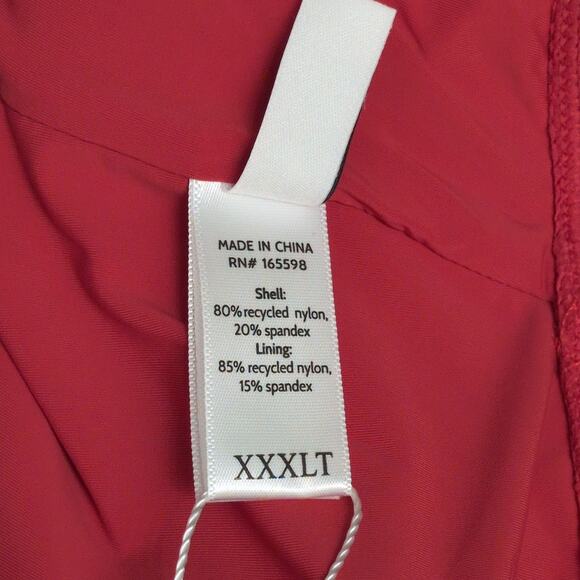 MADE IN CHINA
RN# 165598
Shell:
80% recycled nylon,
20% spandex
Lining:
85% recycled nylon,
15% spandex
XXXLT